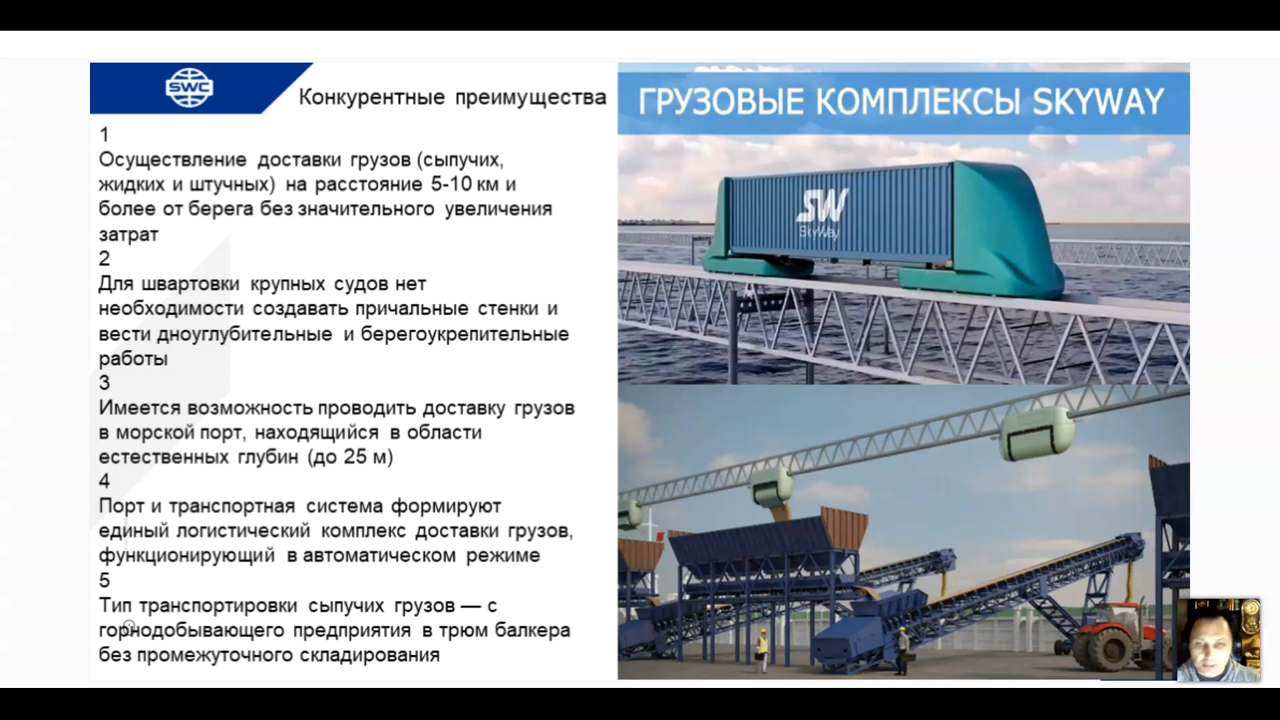 SWC
Конкурентные преимущества
1
Осуществление доставки грузов (сыпучих,
жидких и штучных) на расстояние 5-10 км и
более от берега без значительного увеличения
затрат
2
Для швартовки крупных судов нет
необходимости создавать причальные стенки и
вести дноуглубительные и берегоукрепительные
работы
3
Имеется возможность проводить доставку грузов
в морской порт, находящийся в области
естественных глубин (до 25 м)
4
Порт и транспортная система формируют
единый логистический комплекс доставки грузов,
функционирующий в автоматическом режиме
5
Тип транспортировки сыпучих грузов — с
горнодобывающего предприятия в трюм балкера
без промежуточного складирования
ГРУЗОВЫЕ КОМПЛЕКСЫ SKYWAY
SW
SkyWay